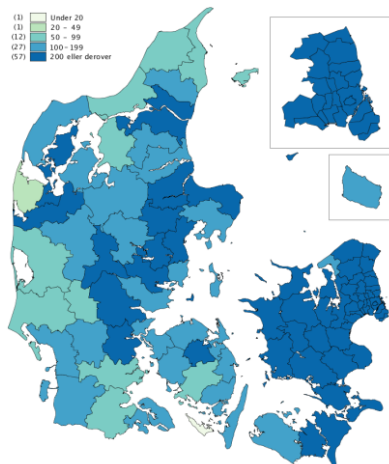 (1) Under 20
(1) 20 - 49
(12) 50 - 99
(27) 100 -199
(57) 200 eller derover